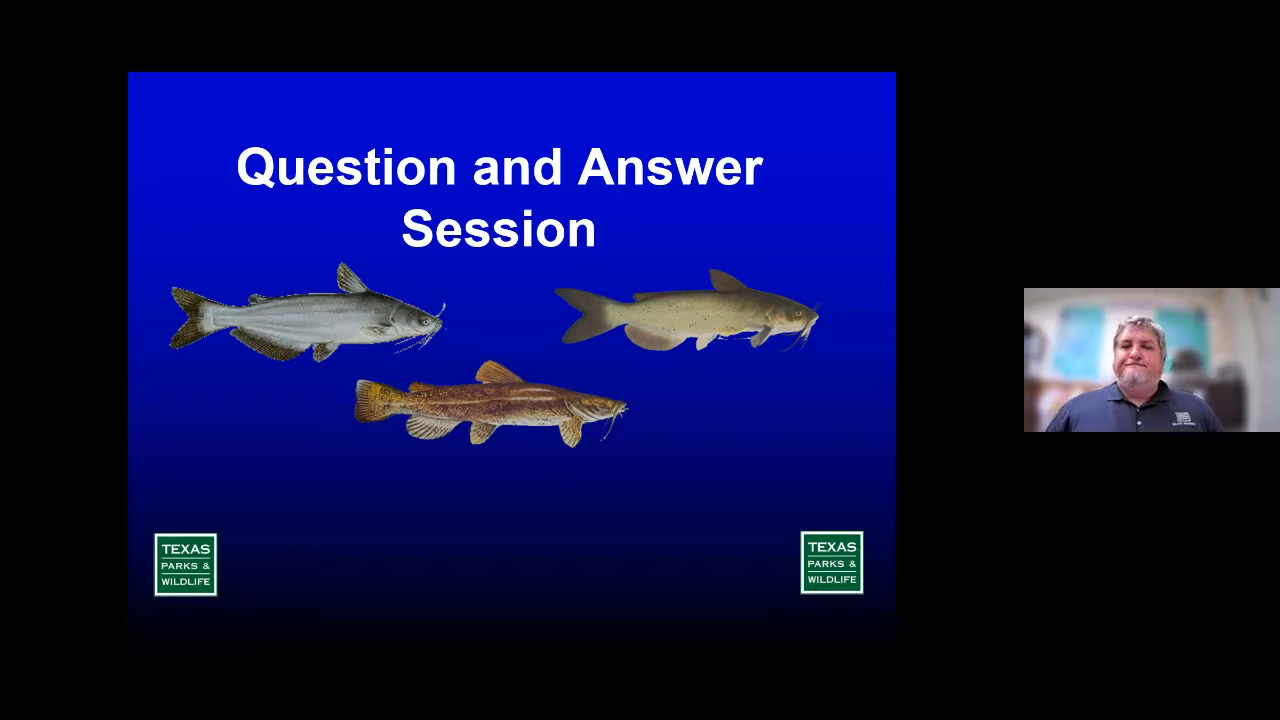 Question and Answer
Session
TEXAS
PARKS &
WILDLIFE
TEXAS
PARKS &
WILDLIFE